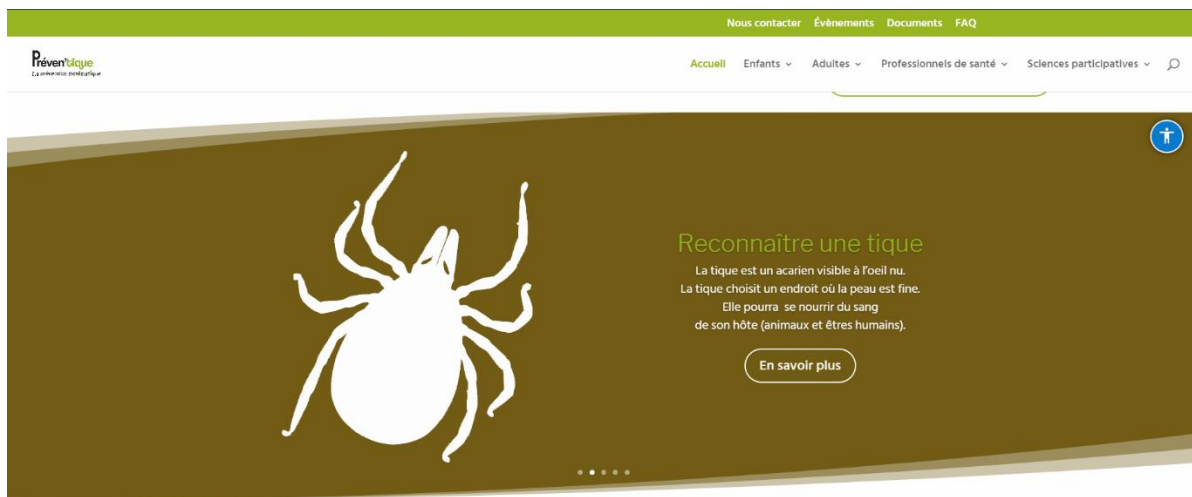 Nous contacter Évènements Documents FAQ
Préven'tique
Accueil Enfants Adultes Professionnels de santé Sciences participatives
Reconnaître une tique
La tique est un acarien visible à l'oeil nu.
La tique choisit un endroit où la peau est fine.
Elle pourra se nourrir du sang
de son hôte (animaux et êtres humains).
En savoir plus